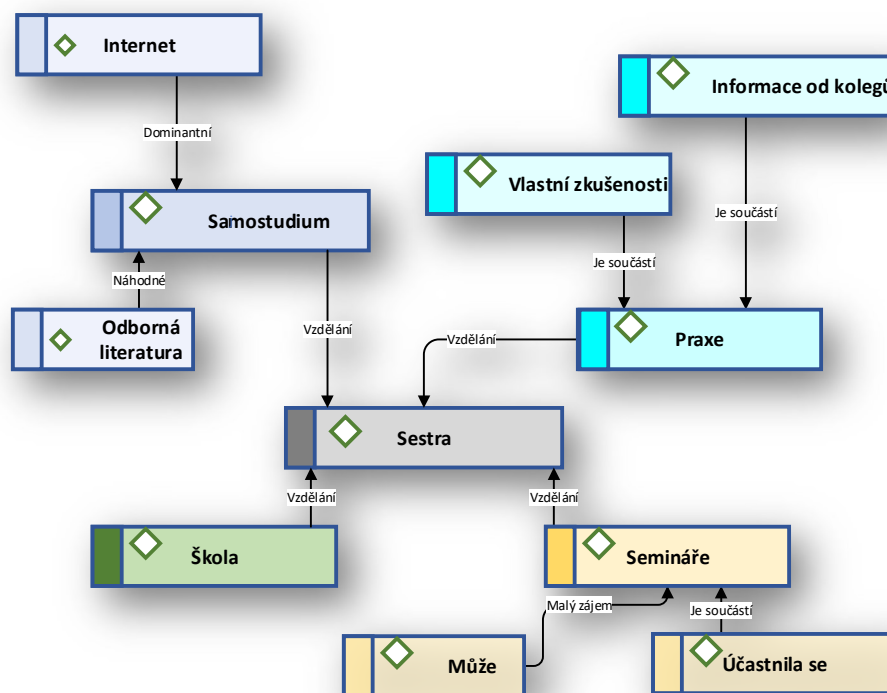 Internet
Informace od kolegů
Dominantní
Vlastní zkušenosti
Samostudium
Je součástí
Je součástí
Náhodné
Odborná
literatura
Vzdělání
Vzdělání
Praxe
Sestra
Vzdělání
Vzdělání
Škola
Semináře
Malý zájem
Je součástí
Může
Účastnila se